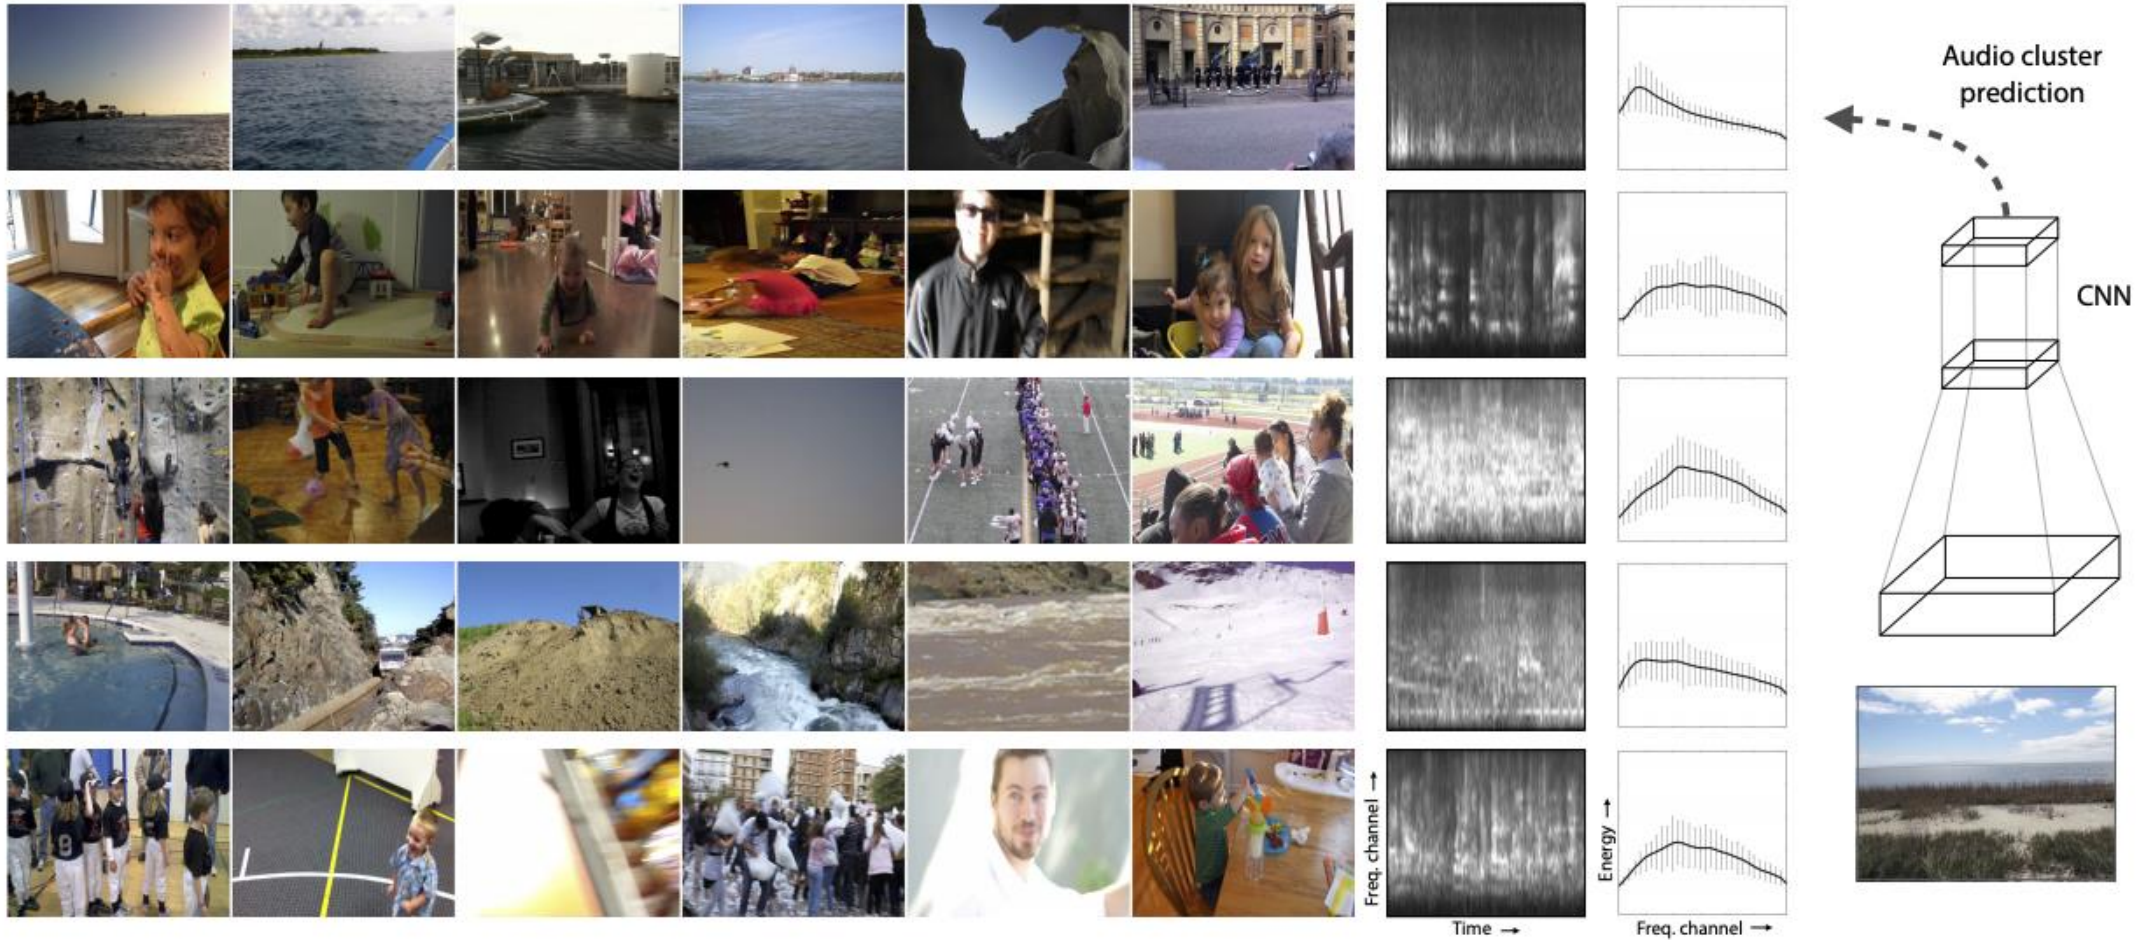 Audio cluster
prediction
CNN
Freq. channel →
Time →
Energy →
Freq. channel →